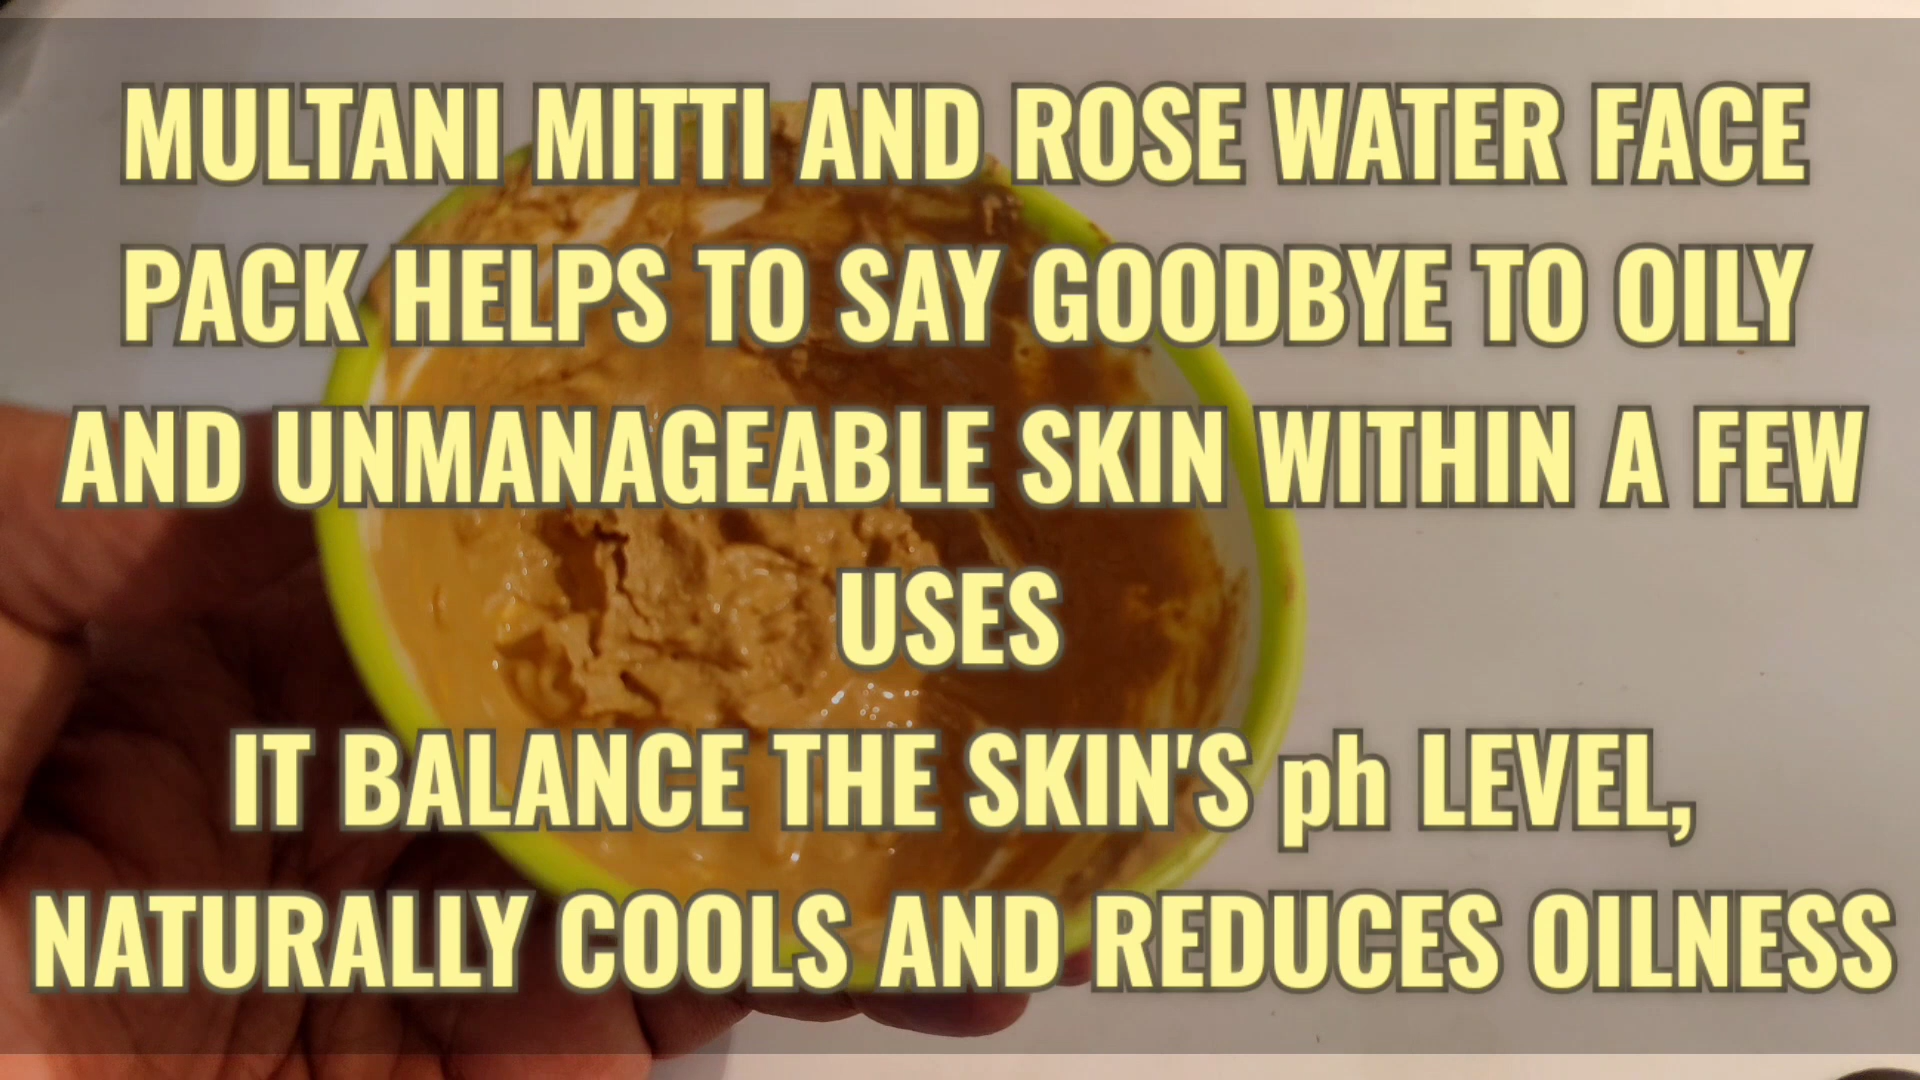 MULTANI MITTI AND ROSE WATER FACE
PACK HELPS TO SAY GOODBYE TO OILY
AND UNMANAGEABLE SKIN WITHIN A FEW
USES
IT BALANCE THE SKIN'S ph LEVEL,
NATURALLY COOLS AND REDUCES OILNESS